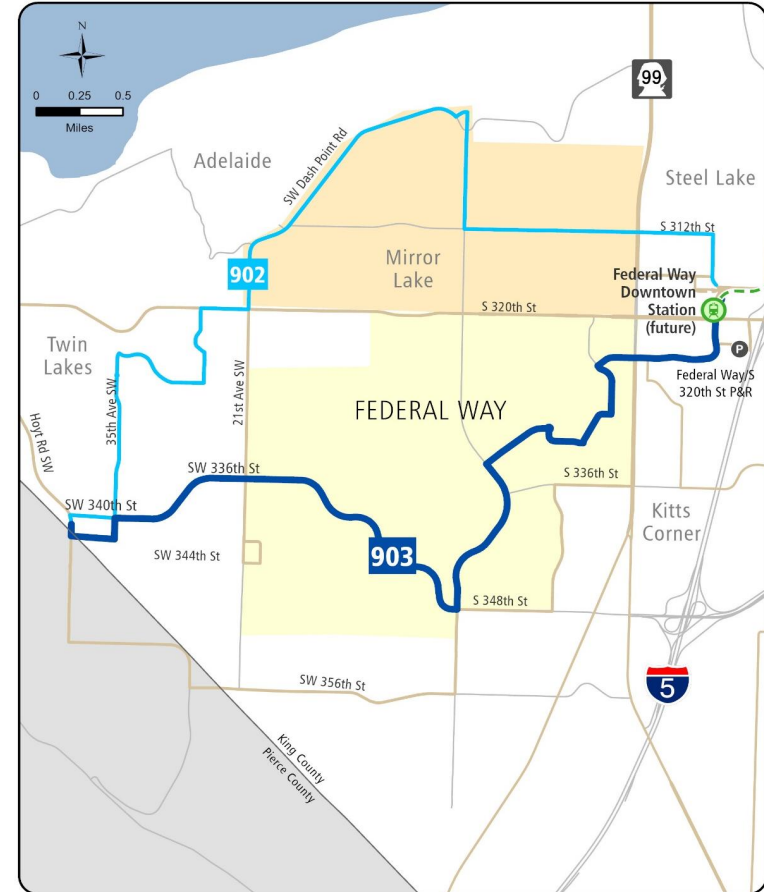 N
99
0 0.25 0.5
Miles
Adelaide
SW Dash Point Rd
Steel Lake
S 312th St
902
Mirror
Lake
Federal Way
Downtown
Station
(future)
S 320th St
Twin
Lakes
P
Federal Way/S
320th St P&R
35th Ave SW
21st Ave SW
FEDERAL WAY
Hoyt Rd SW
SW 336th St
S 336th St
SW 340th St
Kitts
Corner
SW 344th St
903
S 348th St
SW 356th St
5
King County
Pierce County